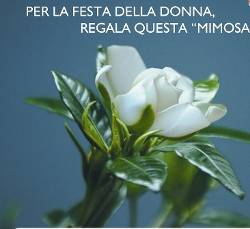 PER LA FESTA DELLA DONNA,
REGALA QUESTA "MIMOSA